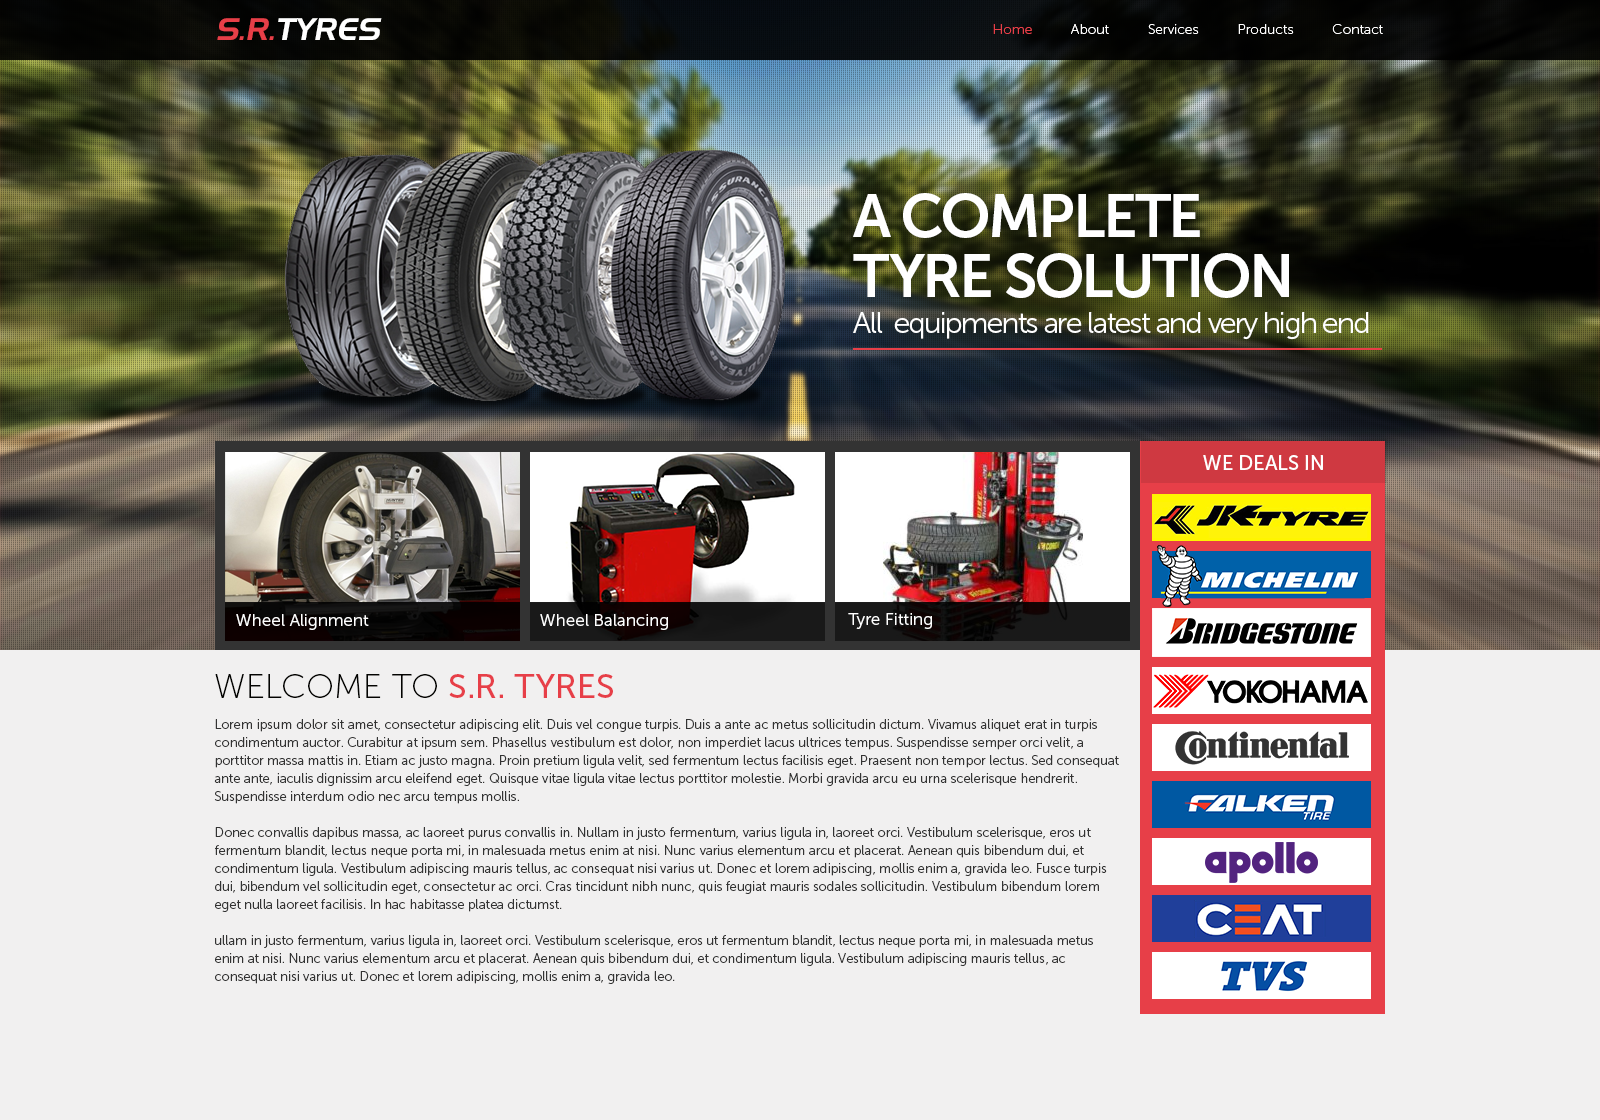 S.R.TYRES
Home About Services Products Contact
A COMPLETE
TYRE SOLUTION
All equipments are latest and very high end
WRANG
ASSURANCE
GOODYEAR
HUNTER
Wheel Alignment
Wheel Balancing
Tyre Fitting
WE DEALS IN
JK TYRE
MICHELIN
BRIDGESTONE
YOKOHAMA
Continental
FALKEN
TIRE
apollo
CEAT
TVS
WELCOME TO S.R. TYRES
Lorem ipsum dolor sit amet, consectetur adipiscing elit. Duis vel congue turpis. Duis a ante ac metus sollicitudin dictum. Vivamus aliquet erat in turpis
condimentum auctor. Curabitur at ipsum sem. Phasellus vestibulum est dolor, non imperdiet lacus ultrices tempus. Suspendisse semper orci velit, a
porttitor massa mattis in. Etiam ac justo magna. Proin pretium ligula velit, sed fermentum lectus facilisis eget. Praesent non tempor lectus. Sed consequat
ante ante, iaculis dignissim arcu eleifend eget. Quisque vitae ligula vitae lectus porttitor molestie. Morbi gravida arcu eu urna scelerisque hendrerit.
Suspendisse interdum odio nec arcu tempus mollis.
Donec convallis dapibus massa, ac laoreet purus convallis in. Nullam in justo fermentum, varius ligula in, laoreet orci. Vestibulum scelerisque, eros ut
fermentum blandit, lectus neque porta mi, in malesuada metus enim at nisi. Nunc varius elementum arcu et placerat. Aenean quis bibendum dui, et
condimentum ligula. Vestibulum adipiscing mauris tellus, ac consequat nisi varius ut. Donec et lorem adipiscing, mollis enim a, gravida leo. Fusce turpis
dui, bibendum vel sollicitudin eget, consectetur ac orci. Cras tincidunt nibh nunc, quis feugiat mauris sodales sollicitudin. Vestibulum bibendum lorem
eget nulla laoreet facilisis. In hac habitasse platea dictumst.
ullam in justo fermentum, varius ligula in, laoreet orci. Vestibulum scelerisque, eros ut fermentum blandit, lectus neque porta mi, in malesuada metus
enim at nisi. Nunc varius elementum arcu et placerat. Aenean quis bibendum dui, et condimentum ligula. Vestibulum adipiscing mauris tellus, ac
consequat nisi varius ut. Donec et lorem adipiscing, mollis enim a, gravida leo.